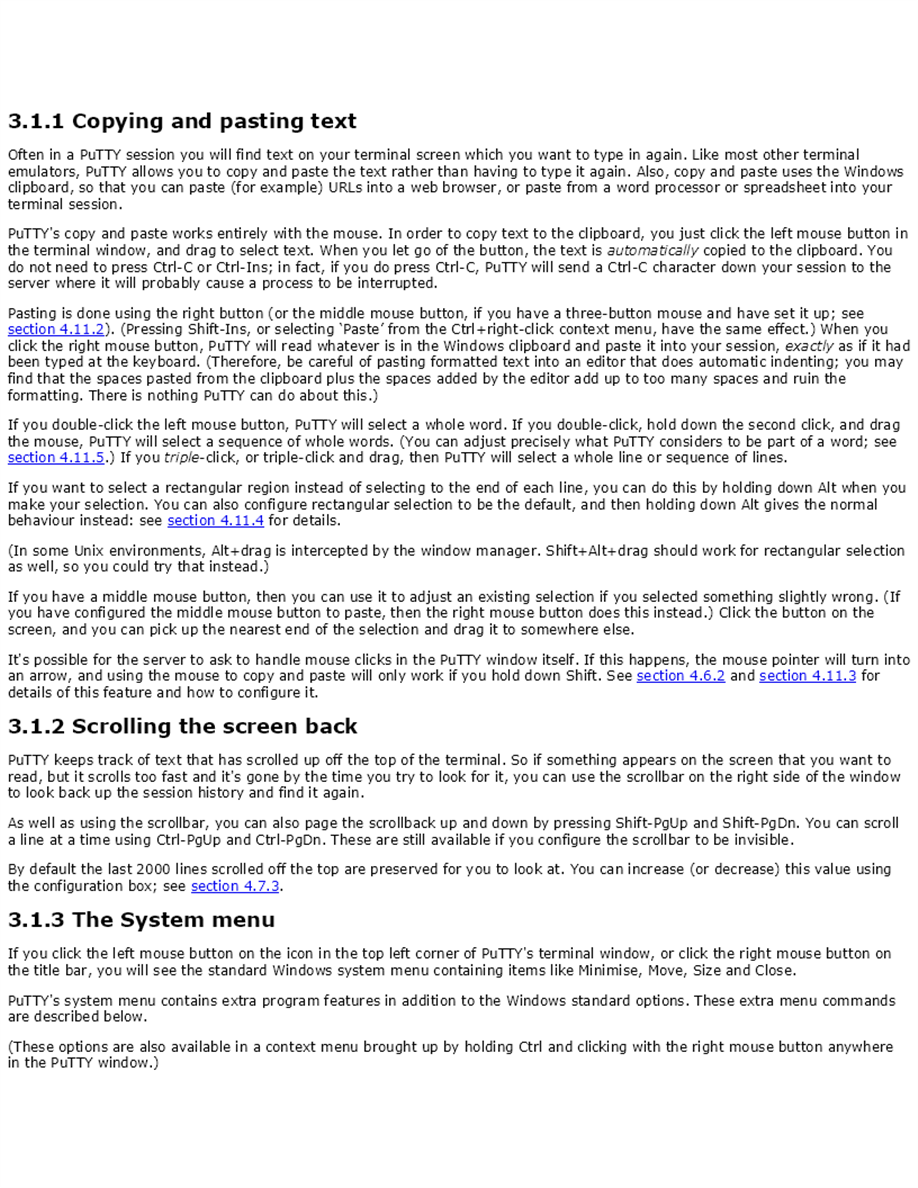 3.1.1 Copying and pasting text
Often in a PuTTY session you will find text on your terminal screen which you want to type in again. Like most other terminal
emulators, PuTTY allows you to copy and paste the text rather than having to type it again. Also, copy and paste uses the Windows
clipboard, so that you can paste (for example) URLs into a web browser, or paste from a word processor or spreadsheet into your
terminal session.
PuTTY's copy and paste works entirely with the mouse. In order to copy text to the clipboard, you just click the left mouse button in
the terminal window, and drag to select text. When you let go of the button, the text is automatically copied to the clipboard. You
do not need to press Ctrl-C or Ctrl-Ins; in fact, if you do press Ctrl-C, PuTTY will send a Ctrl-C character down your session to the
server where it will probably cause a process to be interrupted.
Pasting is done using the right button (or the middle mouse button, if you have a three-button mouse and have set it up; see
section 4.11.2). (Pressing Shift-Ins, or selecting ‘Paste’ from the Ctrl+right-click context menu, have the same effect.) When you
click the right mouse button, PuTTY will read whatever is in the Windows clipboard and paste it into your session, exactly as if it had
been typed at the keyboard. (Therefore, be careful of pasting formatted text into an editor that does automatic indenting; you may
find that the spaces pasted from the clipboard plus the spaces added by the editor add up to too many spaces and ruin the
formatting. There is nothing PuTTY can do about this.)
If you double-click the left mouse button, PuTTY will select a whole word. If you double-click, hold down the second click, and drag
the mouse, PuTTY will select a sequence of whole words. (You can adjust precisely what PuTTY considers to be part of a word; see
section 4.11.5.) If you triple-click, or triple-click and drag, then PuTTY will select a whole line or sequence of lines.
If you want to select a rectangular region instead of selecting to the end of each line, you can do this by holding down Alt when you
make your selection. You can also configure rectangular selection to be the default, and then holding down Alt gives the normal
behaviour instead: see section 4.11.4 for details.
(In some Unix environments, Alt+drag is intercepted by the window manager. Shift+Alt+drag should work for rectangular selection
as well, so you could try that instead.)
If you have a middle mouse button, then you can use it to adjust an existing selection if you selected something slightly wrong. (If
you have configured the middle mouse button to paste, then the right mouse button does this instead.) Click the button on the
screen, and you can pick up the nearest end of the selection and drag it to somewhere else.
It's possible for the server to ask to handle mouse clicks in the PuTTY window itself. If this happens, the mouse pointer will turn into
an arrow, and using the mouse to copy and paste will only work if you hold down Shift. See section 4.6.2 and section 4.11.3 for
details of this feature and how to configure it.
3.1.2 Scrolling the screen back
PuTTY keeps track of text that has scrolled up off the top of the terminal. So if something appears on the screen that you want to
read, but it scrolls too fast and it's gone by the time you try to look for it, you can use the scrollbar on the right side of the window
to look back up the session history and find it again.
As well as using the scrollbar, you can also page the scrollback up and down by pressing Shift-PgUp and Shift-PgDn. You can scroll
a line at a time using Ctrl-PgUp and Ctrl-PgDn. These are still available if you configure the scrollbar to be invisible.
By default the last 2000 lines scrolled off the top are preserved for you to look at. You can increase (or decrease) this value using
the configuration box; see section 4.7.3.
3.1.3 The System menu
If you click the left mouse button on the icon in the top left corner of PuTTY's terminal window, or click the right mouse button on
the title bar, you will see the standard Windows system menu containing items like Minimise, Move, Size and Close.
PuTTY's system menu contains extra program features in addition to the Windows standard options. These extra menu commands
are described below.
(These options are also available in a context menu brought up by holding Ctrl and clicking with the right mouse button anywhere
in the PuTTY window.)